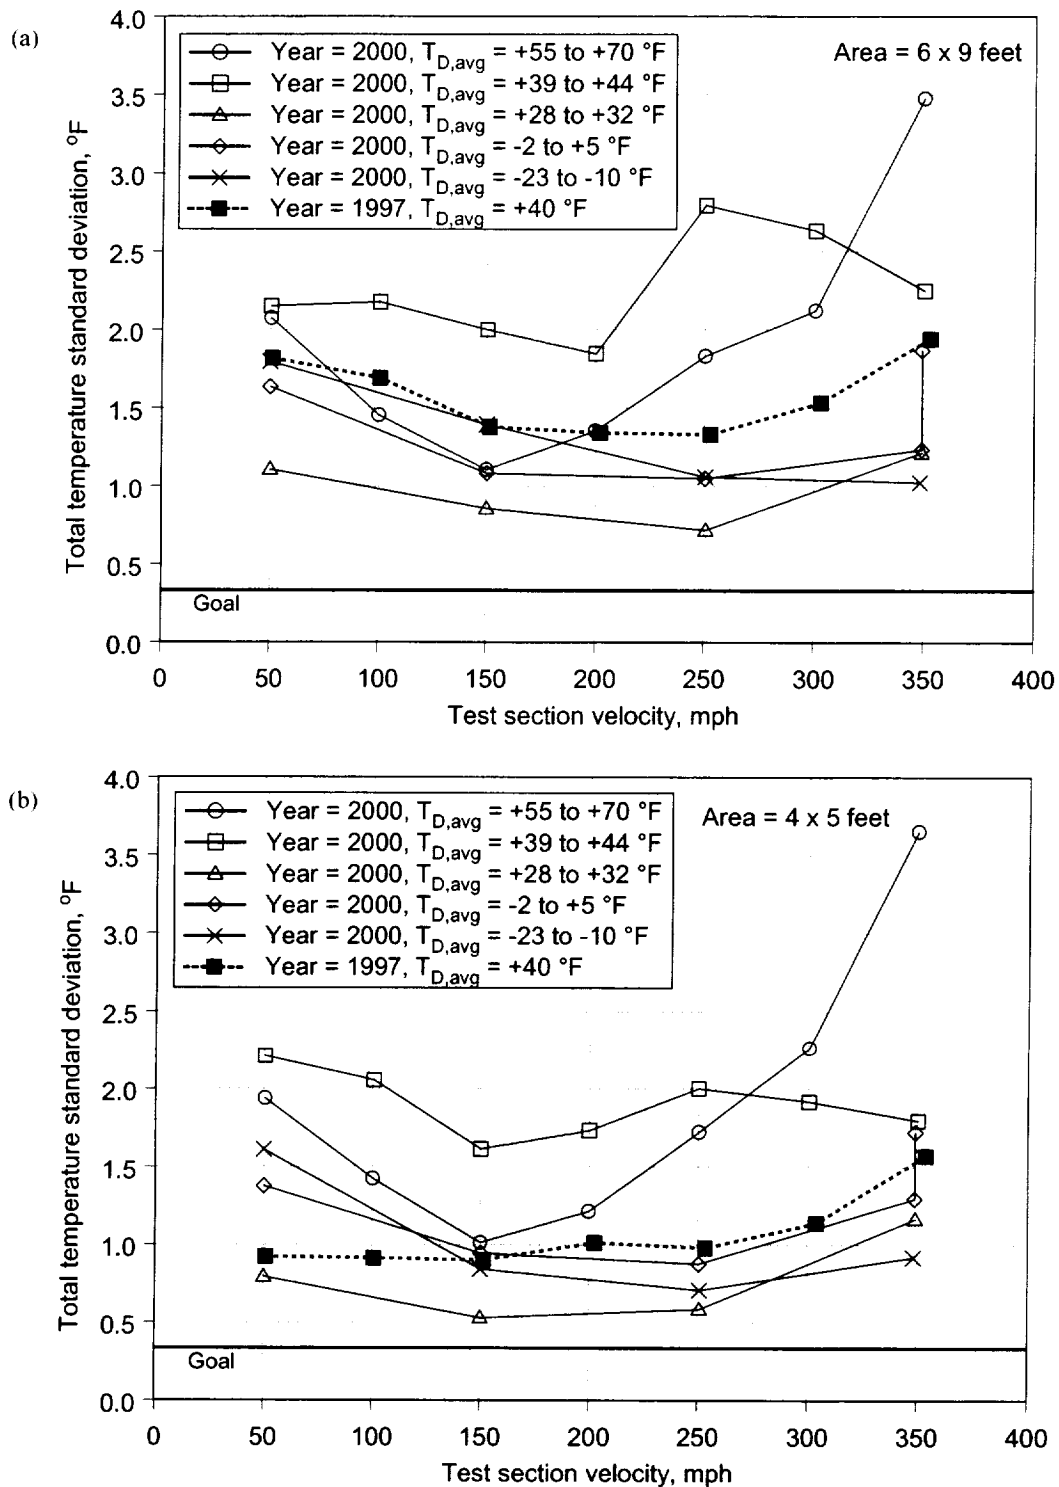 (a)
4.0
3.5
3.0
2.5
2.0
1.5
1.0
0.5
0.0
Total temperature standard deviation, °F
Year = 2000, T_D,avg = +55 to +70 °F
Year = 2000, T_D,avg = +39 to +44 °F
Year = 2000, T_D,avg = +28 to +32 °F
Year = 2000, T_D,avg = -2 to +5 °F
Year = 2000, T_D,avg = -23 to -10 °F
Year = 1997, T_D,avg = +40 °F
Area = 6 x 9 feet
Goal
0 50 100 150 200 250 300 350 400
Test section velocity, mph
(b)
4.0
3.5
3.0
2.5
2.0
1.5
1.0
0.5
0.0
Total temperature standard deviation, °F
Year = 2000, T_D,avg = +55 to +70 °F
Year = 2000, T_D,avg = +39 to +44 °F
Year = 2000, T_D,avg = +28 to +32 °F
Year = 2000, T_D,avg = -2 to +5 °F
Year = 2000, T_D,avg = -23 to -10 °F
Year = 1997, T_D,avg = +40 °F
Area = 4 x 5 feet
Goal
0 50 100 150 200 250 300 350 400
Test section velocity, mph